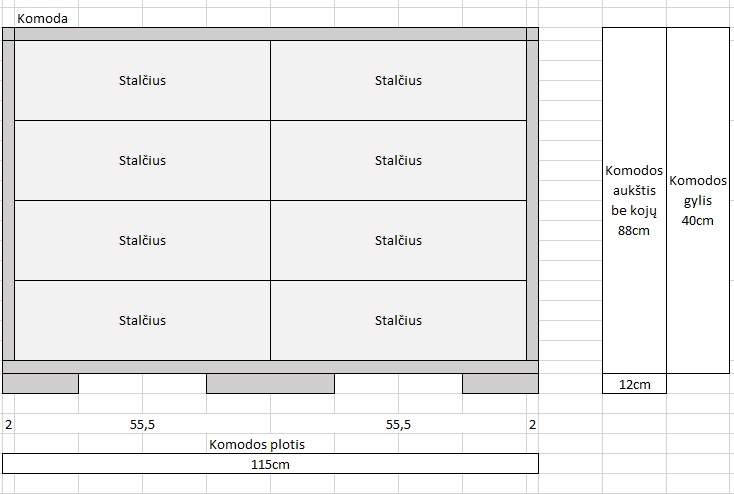 Komoda
Stalčius Stalčius
Stalčius Stalčius
Stalčius Stalčius
Stalčius Stalčius
Komodos
aukštis
be kojų
88cm
Komodos
gylis
40cm
12cm
2 55,5 55,5 2
Komodos plotis
115cm